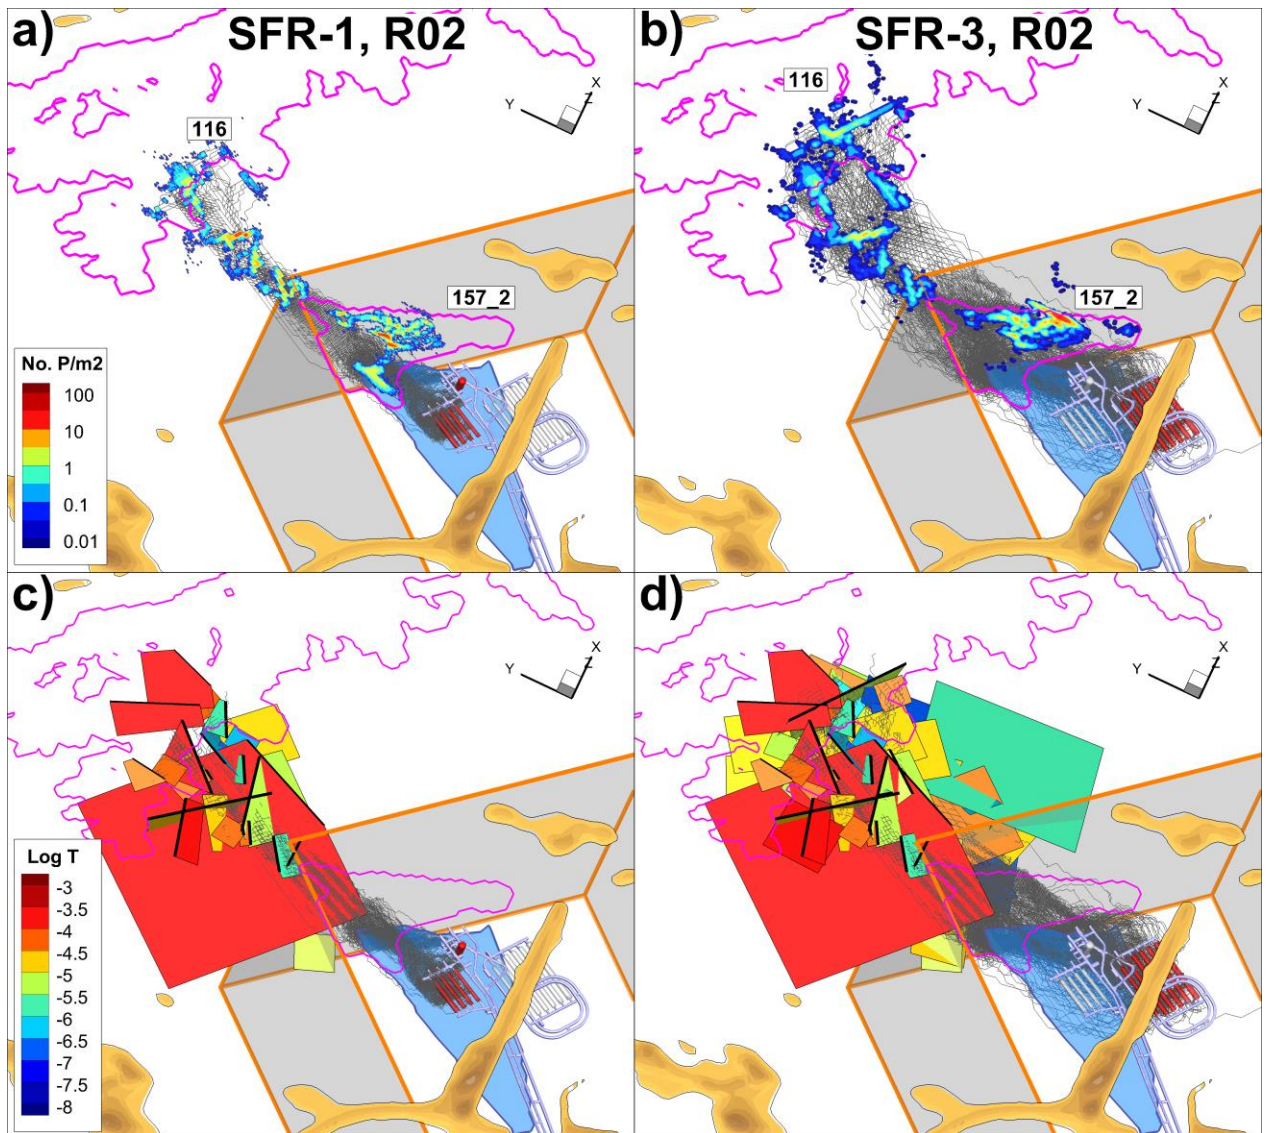 a) SFR-1, R02
116
X
Y
Z
157_2
No. P/m2
100
10
1
0.1
0.01
b) SFR-3, R02
116
X
Y
Z
157_2
c)
X
Y
Z
Log T
-3
-3.5
-4
-4.5
-5
-5.5
-6
-6.5
-7
-7.5
-8
d)
X
Y
Z